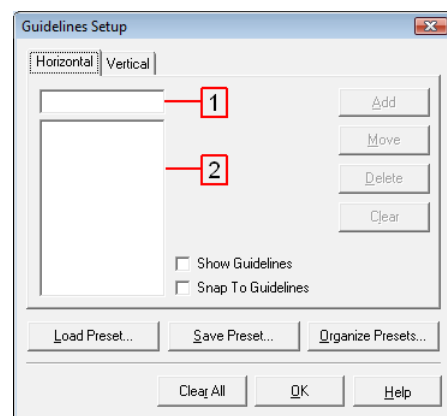 Guidelines Setup
Horizontal Vertical
1 Add
Move
2 Delete
Clear
Show Guidelines
Snap To Guidelines
Load Preset... Save Preset... Organize Presets...
Clear All OK Help